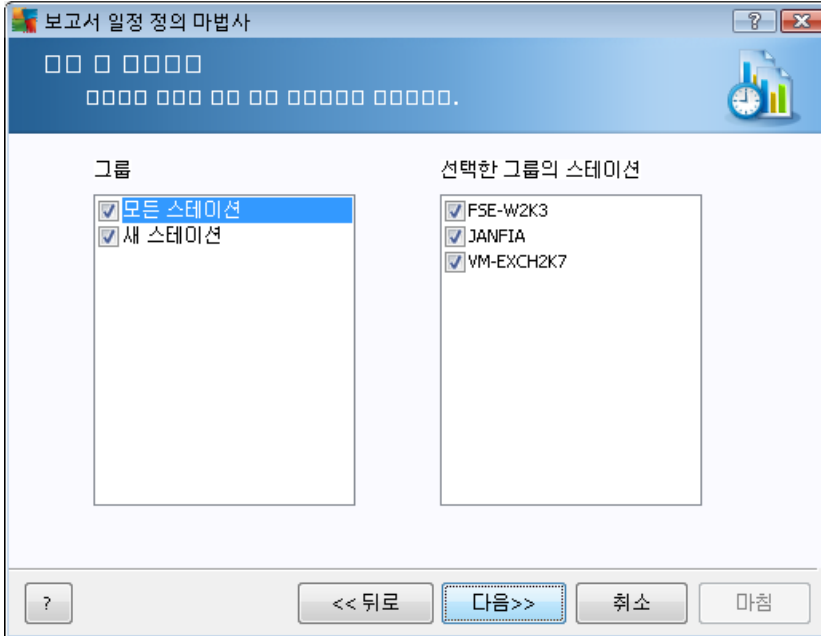 보고서 일정 정의 마법사
그룹
선택한 그룹의 스테이션
모든 스테이션
새 스테이션
FSE-W2K3
JANFIA
VM-EXCH2K7
?
<< 뒤로
다음>>
취소
마침